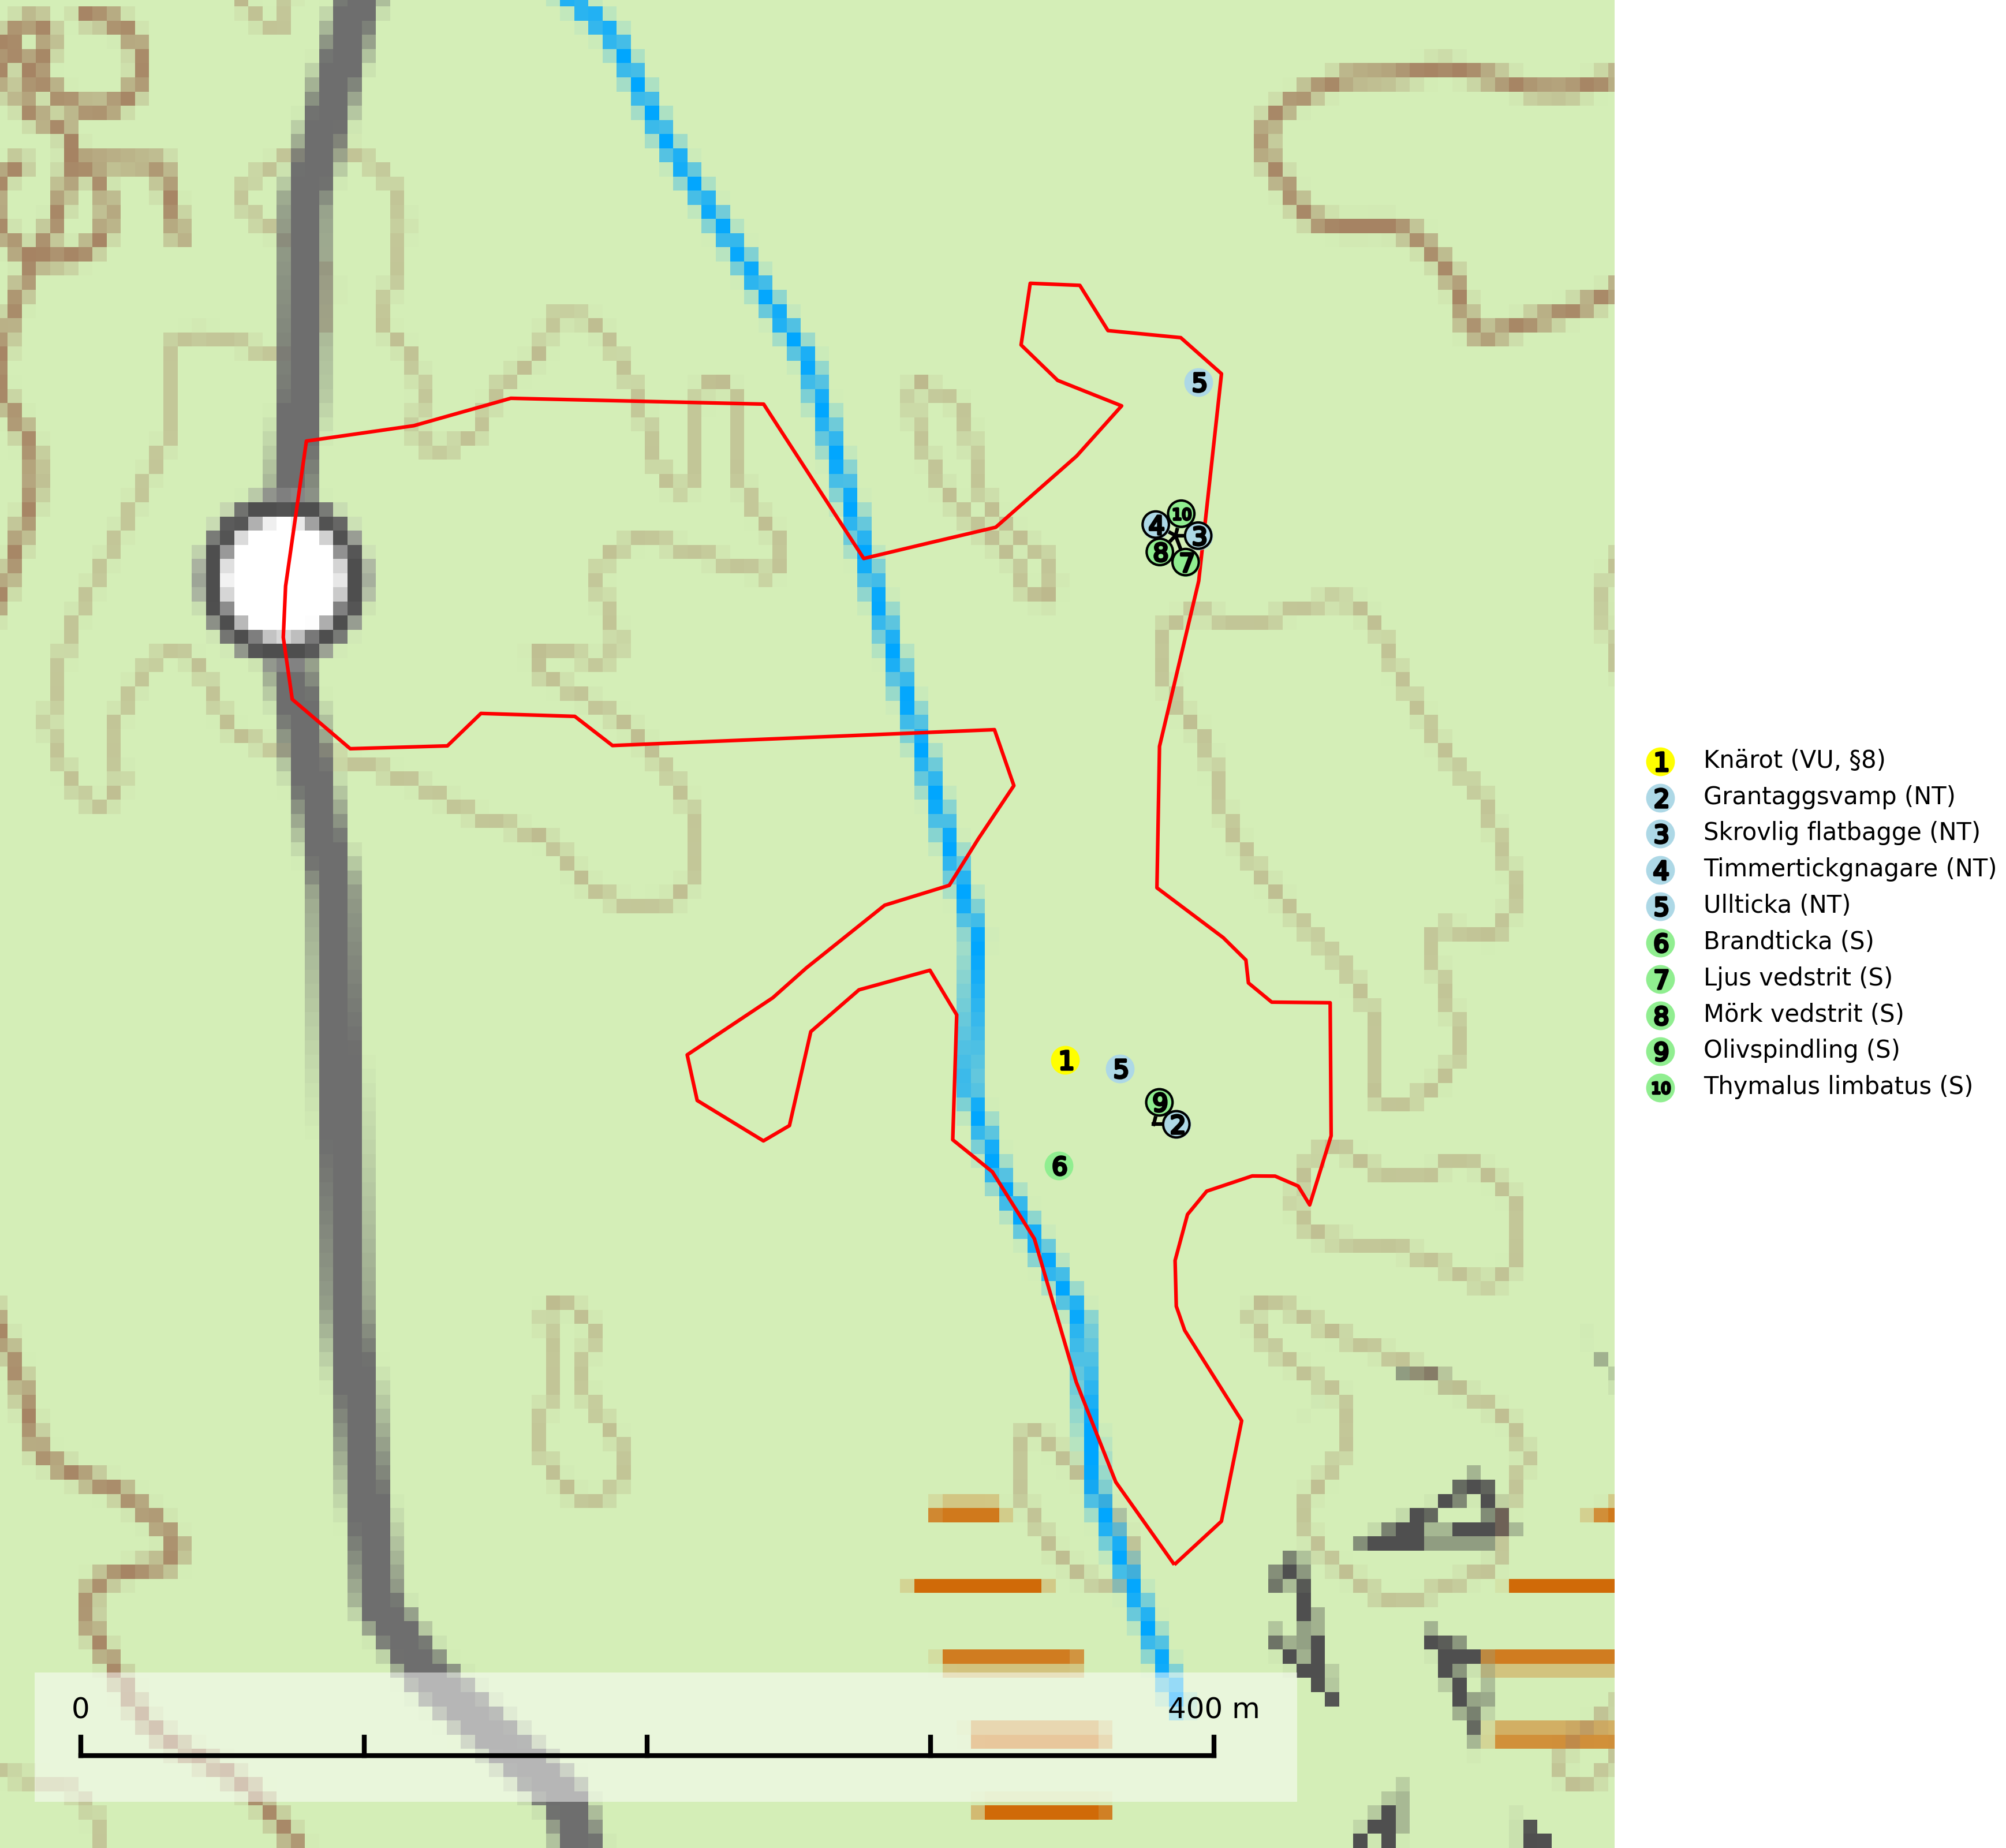 5
10
4
3
8
7
1
5
9
2
6
1 Knärot (VU, §8)
2 Grantaggsvamp (NT)
3 Skrovlig flatbagge (NT)
4 Timmertickgnagare (NT)
5 Ullticka (NT)
6 Brandticka (S)
7 Ljus vedstrit (S)
8 Mörk vedstrit (S)
9 Olivspindling (S)
10 Thymalus limbatus (S)
0 400 m